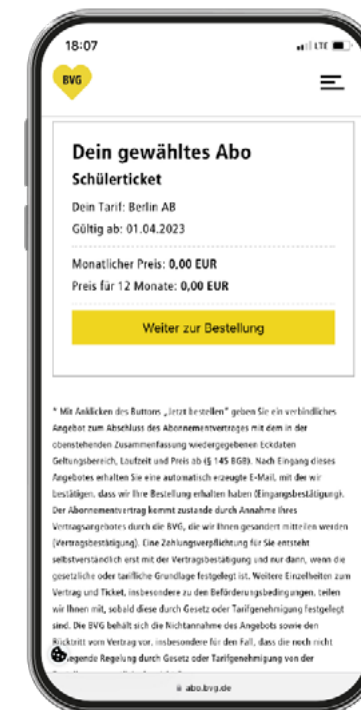 18:07
LTE
BVG
Dein gewähltes Abo
Schülerticket
Dein Tarif: Berlin AB
Gültig ab: 01.04.2023
Monatlicher Preis: 0,00 EUR
Preis für 12 Monate: 0,00 EUR
Weiter zur Bestellung
* Mit Anklicken des Buttons „Jetzt bestellen“ geben Sie ein verbindliches
Angebot zum Abschluss des Abonnementvertrages mit dem in der
obenstehenden Zusammenfassung wiedergegebenen Eckdaten
Geltungsbereich, Laufzeit und Preis ab (§ 145 BGB). Nach Eingang dieses
Angebotes erhalten Sie eine automatisch erzeugte E-Mail, mit der wir
bestätigen, dass wir Ihre Bestellung erhalten haben (Eingangsbestätigung).
Der Abonnementvertrag kommt zustande durch Annahme Ihres
Vertragsangebotes durch die BVG, die wir Ihnen gesondert mitteilen werden
(Vertragsbestätigung). Eine Zahlungsverpflichtung für Sie entsteht
selbstverständlich erst mit der Vertragsbestätigung und nur dann, wenn die
gesetzliche oder tarifliche Grundlage festgelegt ist. Weitere Einzelheiten zum
Vertrag und Ticket, insbesondere zu den Beförderungsbedingungen, teilen
wir Ihnen mit, sobald diese durch Gesetz oder Tarifgenehmigung festgelegt
sind. Die BVG behält sich die Nichtannahme des Angebots sowie den
Rücktritt vom Vertrag vor, insbesondere für den Fall, dass die noch nicht
Regelung durch Gesetz oder Tarifgenehmigung von der
abo.bvg.de